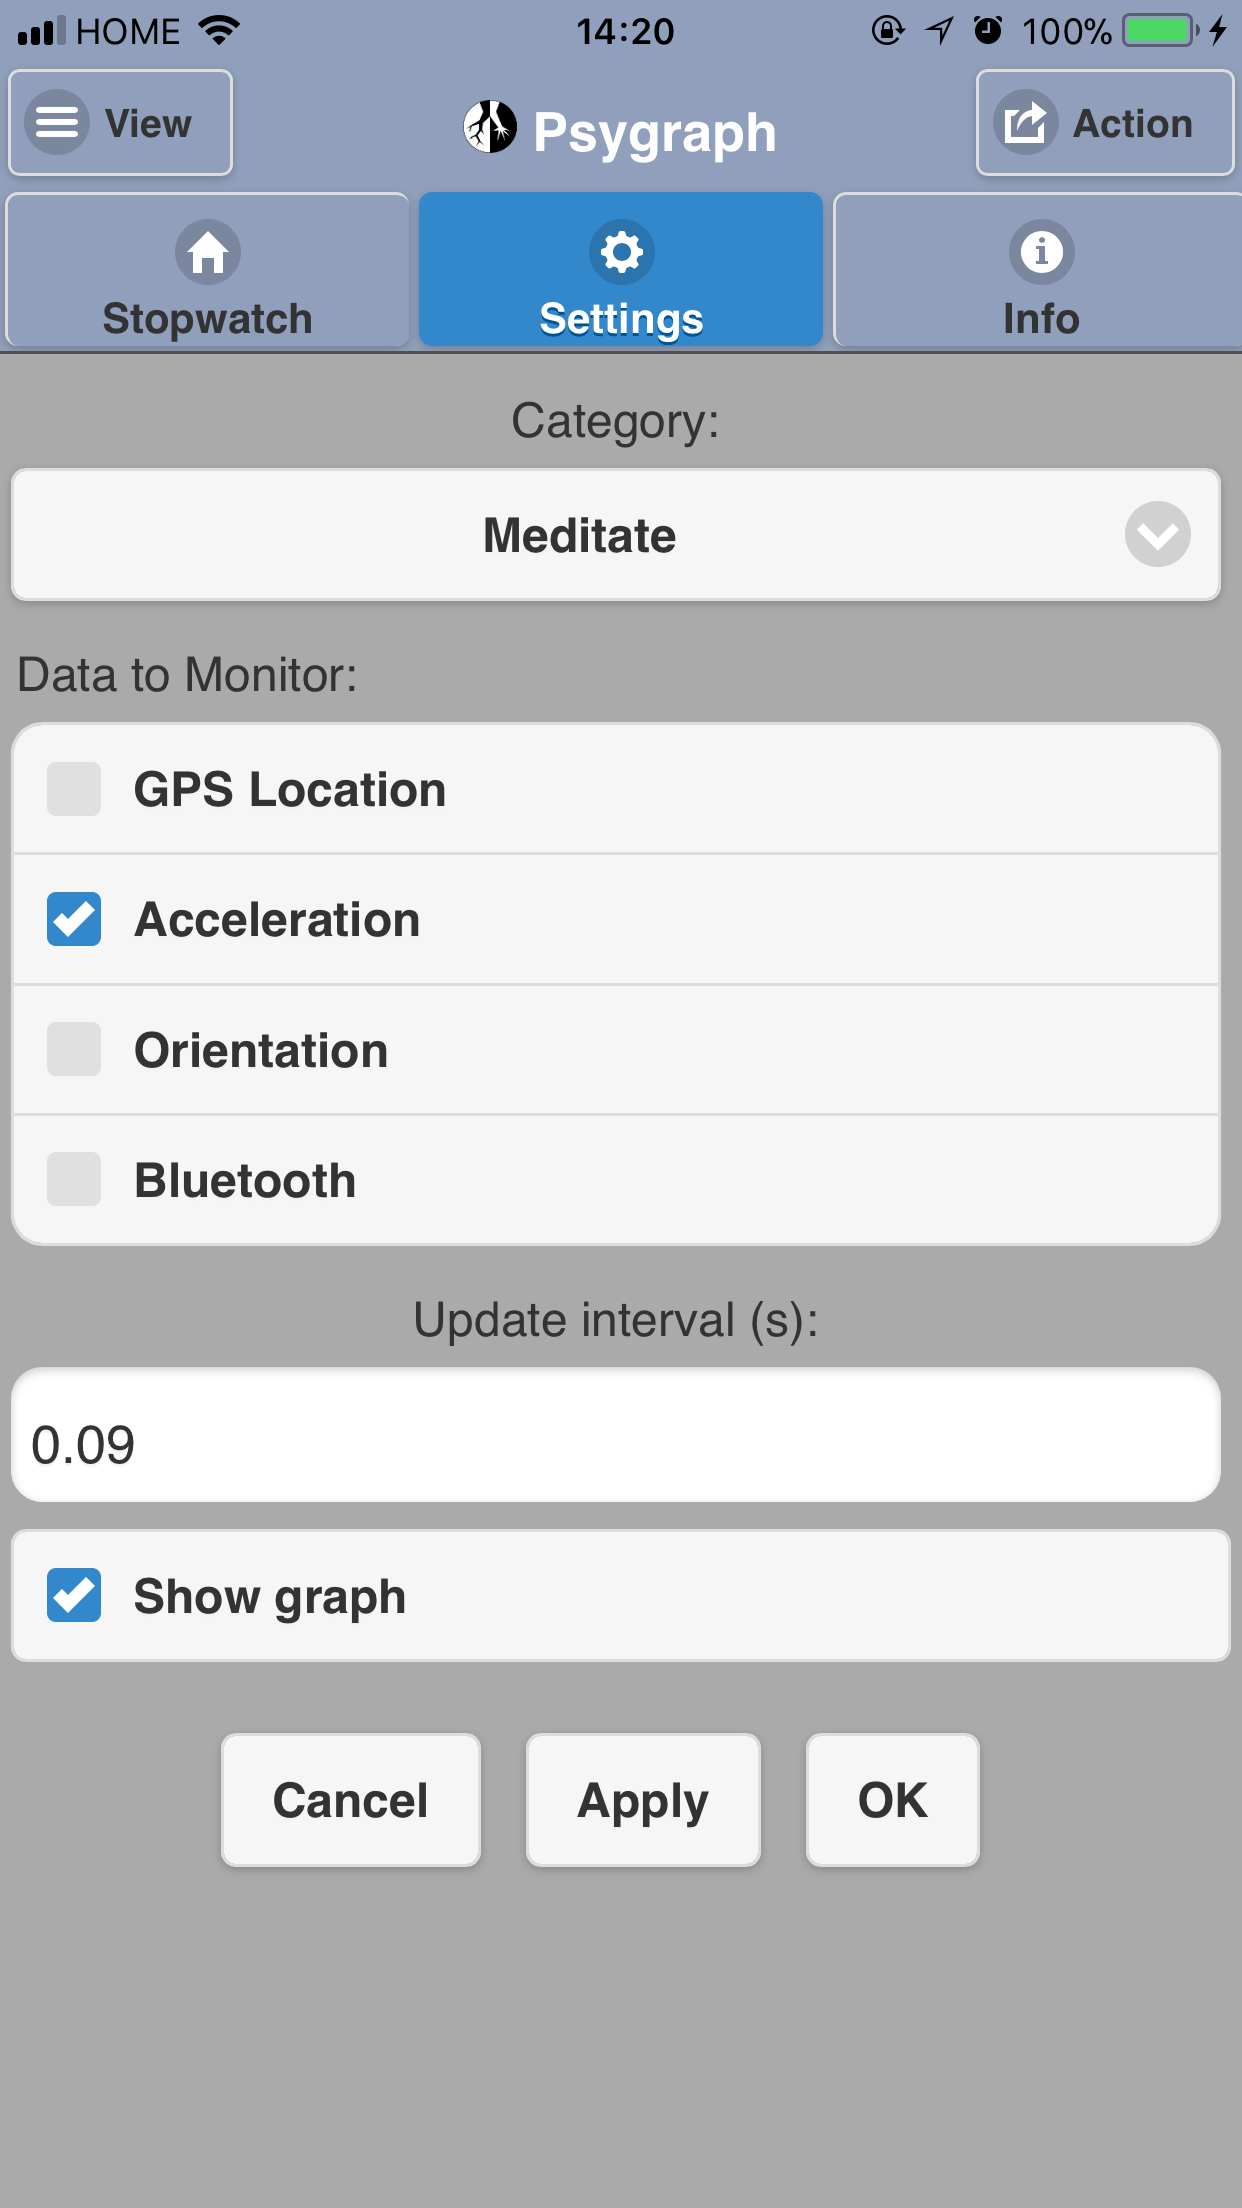 HOME 14:20 100%
View Psygraph Action
Stopwatch Settings Info
Category:
Meditate
Data to Monitor:
GPS Location
Acceleration
Orientation
Bluetooth
Update interval (s):
0.09
Show graph
Cancel Apply OK